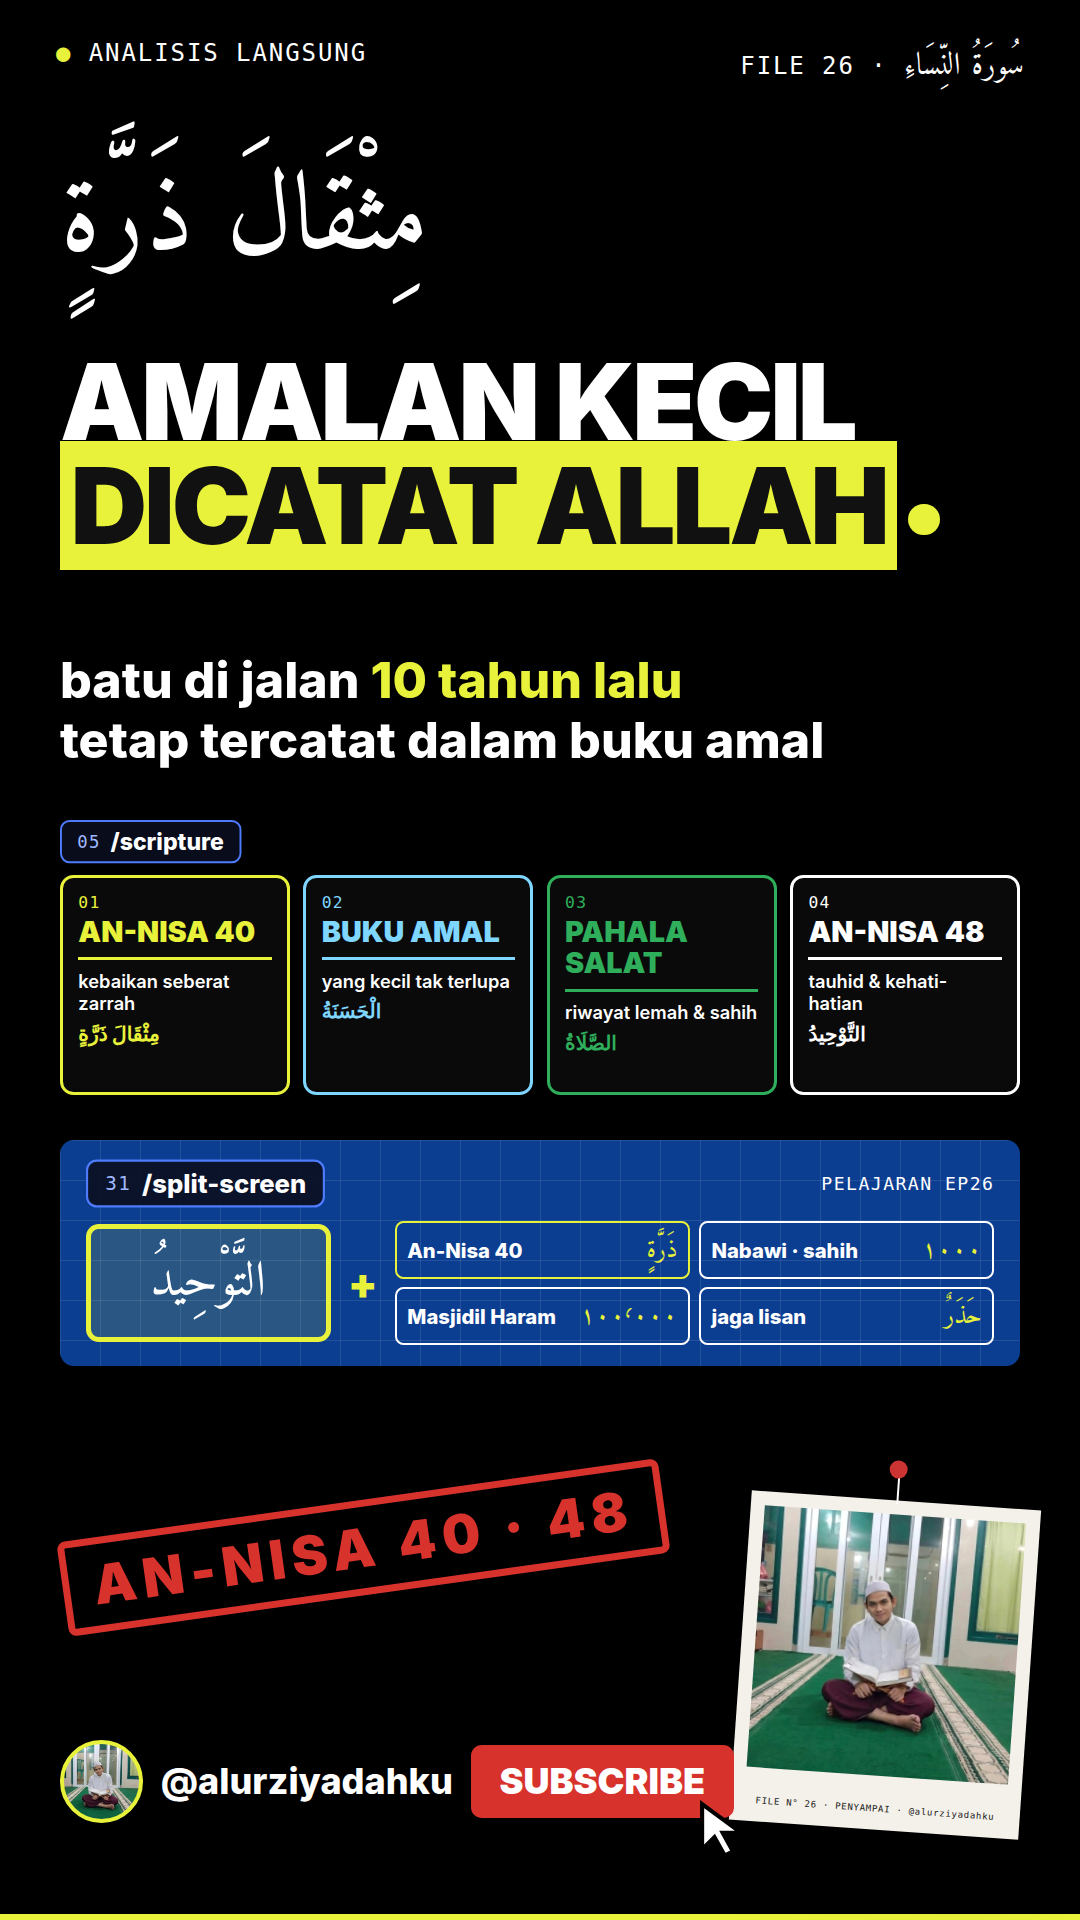 ANALISIS LANGSUNG
FILE 26 · سُورَةُ النِّسَاءِ
مِثْقَالَ ذَرَّةٍ
AMALAN KECIL
DICATAT ALLAH.
batu di jalan 10 tahun lalu
tetap tercatat dalam buku amal
05 /scripture
01
AN-NISA 40
kebaikan seberat
zarrah
مِثْقَالَ ذَرَّةٍ
02
BUKU AMAL
yang kecil tak terlupa
الْحَسَنَةُ
03
PAHALA
SALAT
riwayat lemah & sahih
الصَّلَاةُ
04
AN-NISA 48
tauhid & kehati-
hatian
التَّوْحِيدُ
31 /split-screen
PELAJARAN EP26
التَّوْحِيدُ
+
An-Nisa 40 ذَرَّةٍ
Nabawi · sahih ١٠٠٠
Masjidil Haram ١٠٠،٠٠٠
jaga lisan حَذَرٌ
AN-NISA 40 · 48
@alurziyadahku
SUBSCRIBE
FILE N° 26 · PENYAMPAI · @alurziyadahku